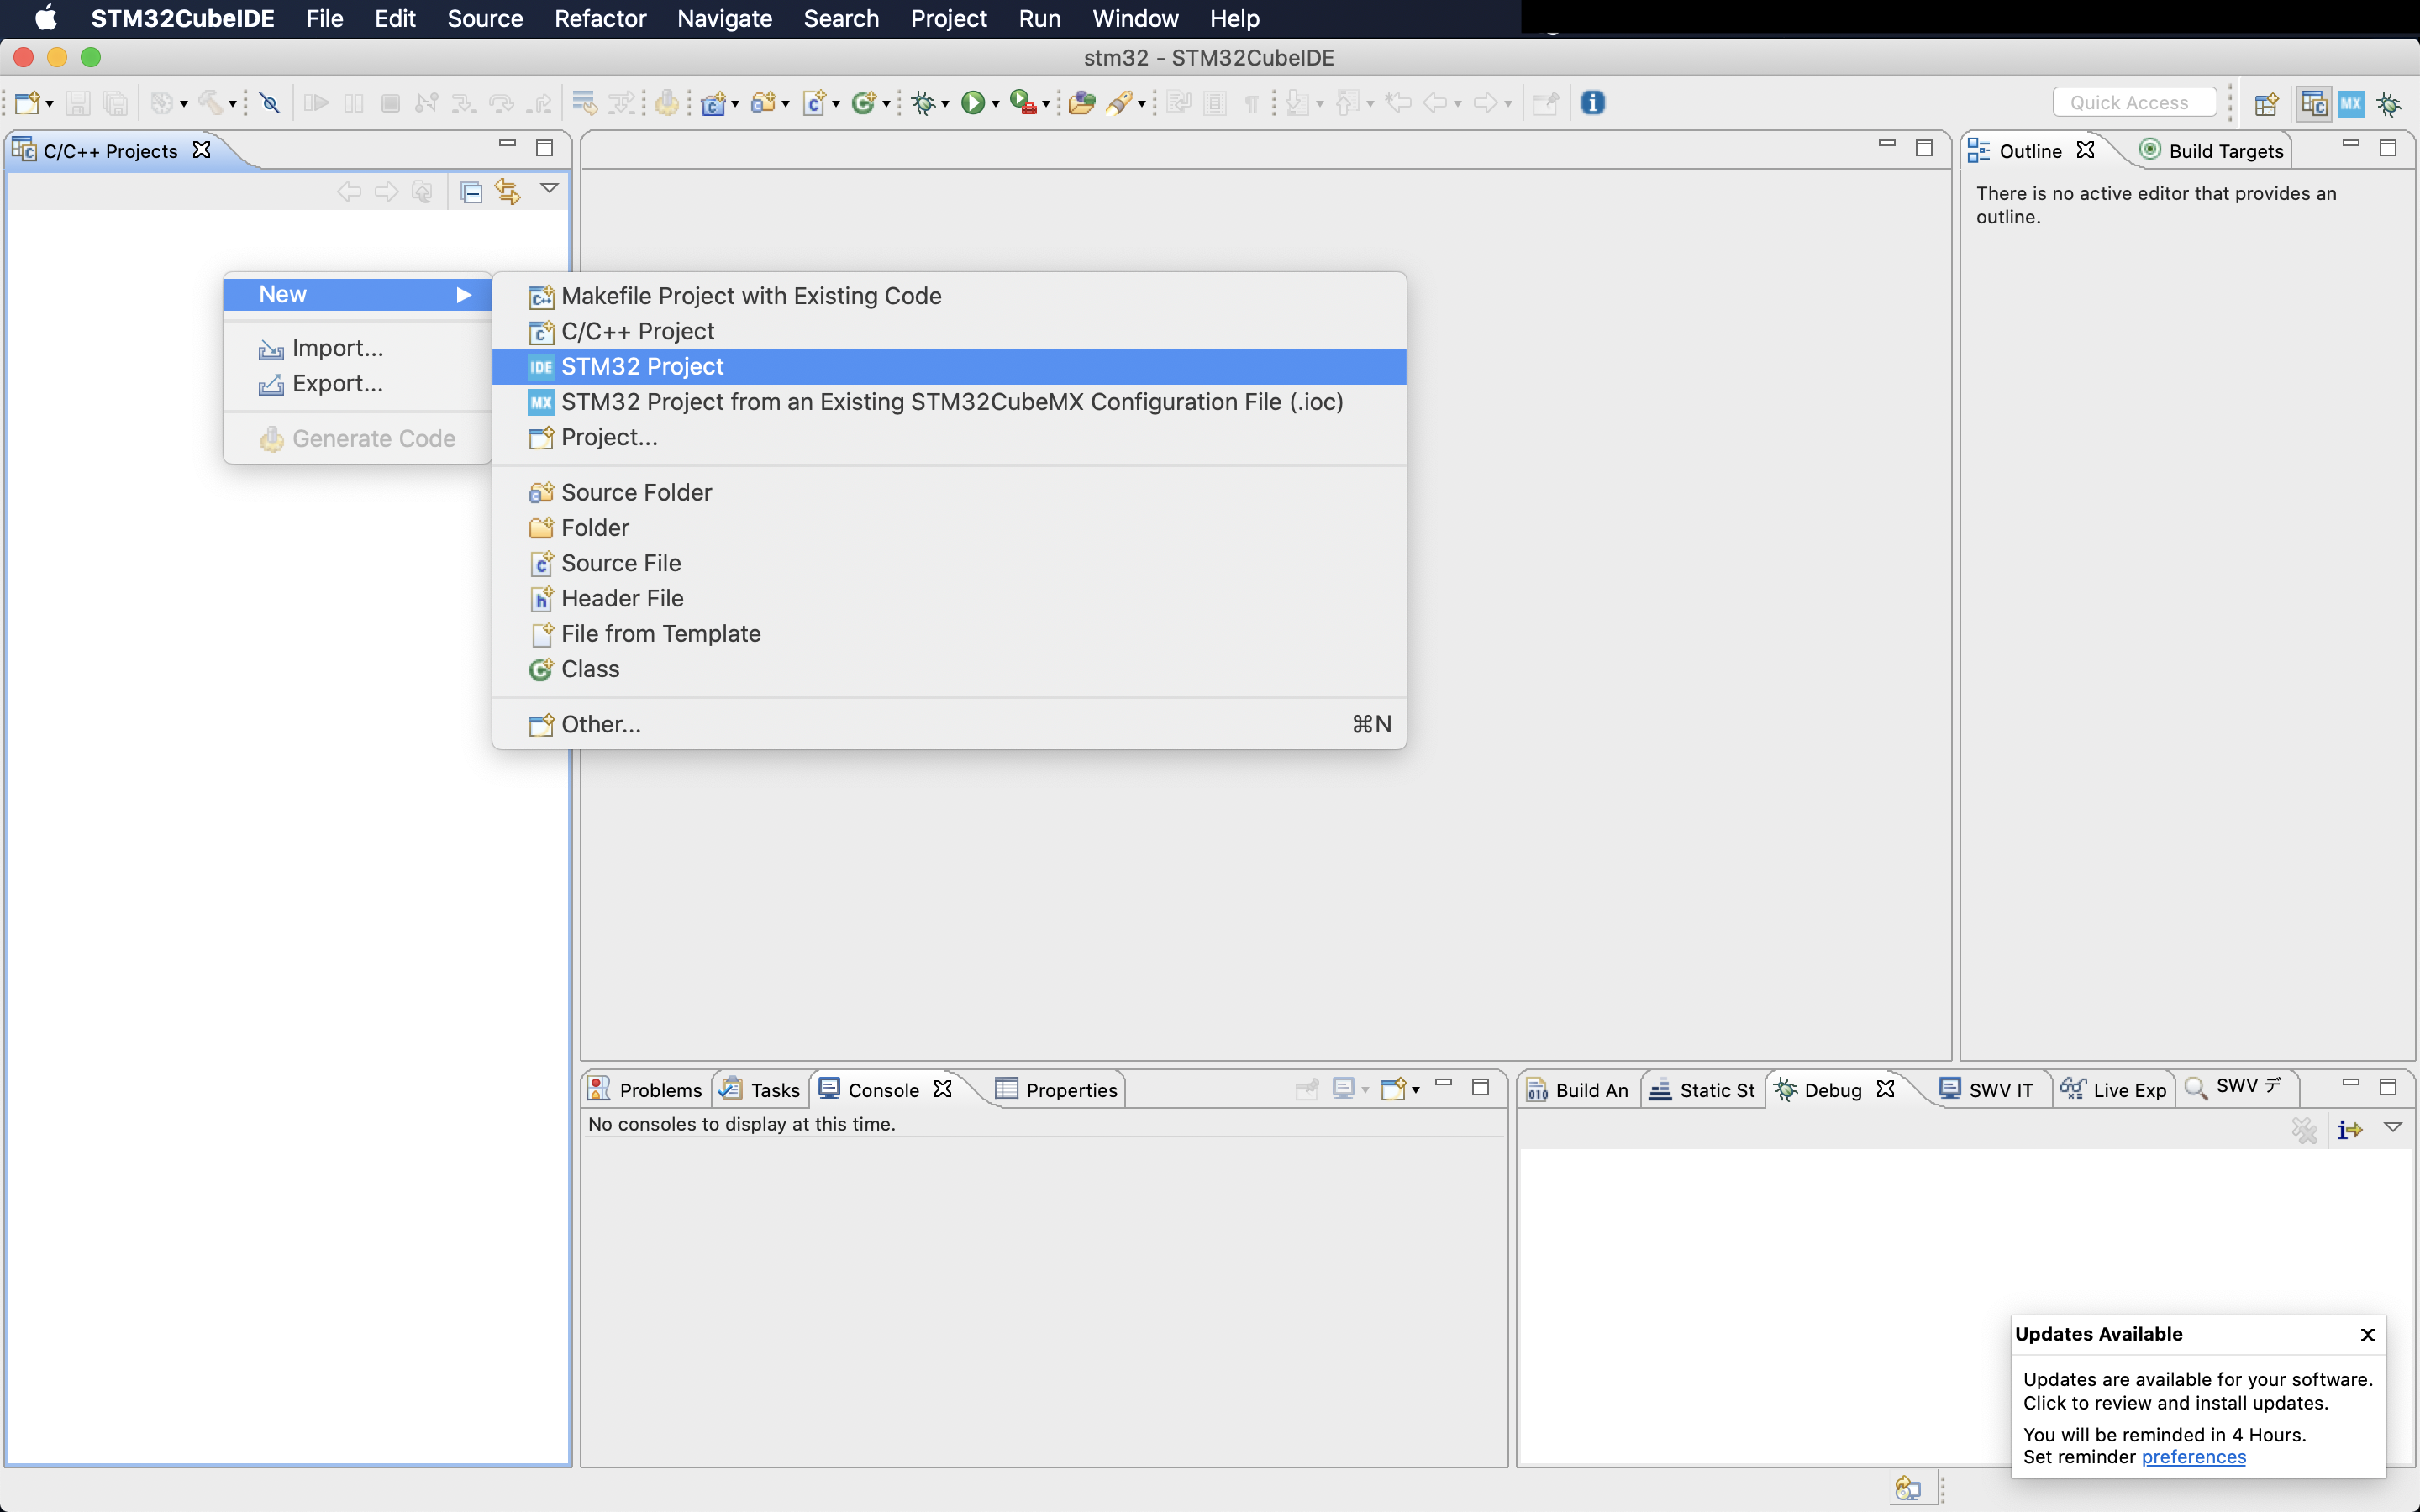 STM32CubeIDE File Edit Source Refactor Navigate Search Project Run Window Help
stm32 - STM32CubeIDE
Quick Access
MX
C/C++ Projects
Outline
Build Targets
There is no active editor that provides an
outline.
New
Import...
Export...
Generate Code
Makefile Project with Existing Code
C/C++ Project
IDE STM32 Project
MX STM32 Project from an Existing STM32CubeMX Configuration File (.ioc)
Project...
Source Folder
Folder
Source File
Header File
File from Template
Class
Other... ⌘N
Problems Tasks Console Properties
No consoles to display at this time.
Build An Static St Debug SWV IT Live Exp SWV デ
Updates Available
Updates are available for your software.
Click to review and install updates.
You will be reminded in 4 Hours.
Set reminder preferences